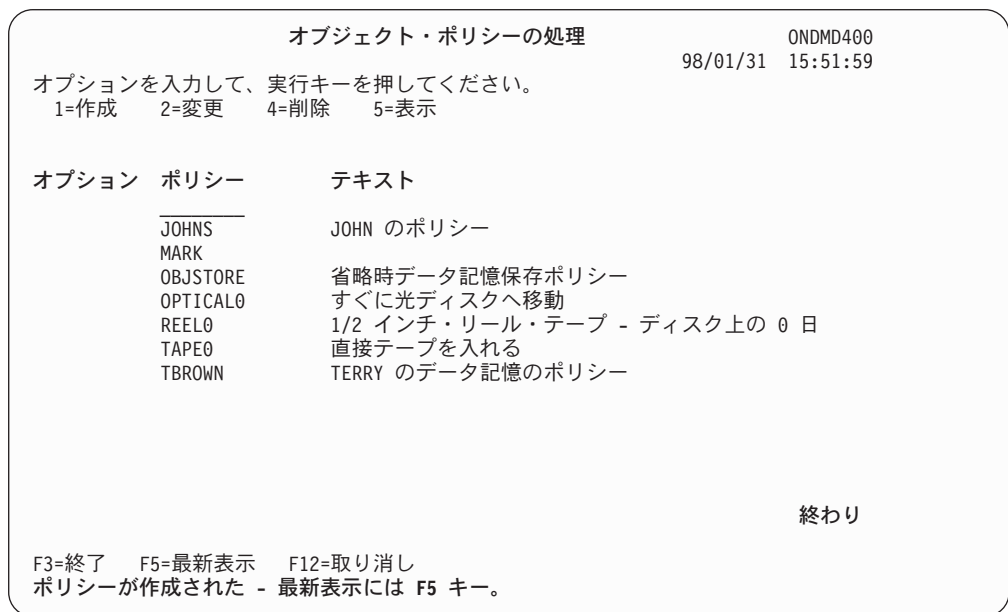 オブジェクト・ポリシーの処理 ONDMD400
98/01/31 15:51:59
オプションを入力して、実行キーを押してください。
1=作成 2=変更 4=削除 5=表示
オプション ポリシー テキスト
________
JOHNS JOHN のポリシー
MARK
OBJSTORE 省略時データ記憶保存ポリシー
OPTICAL0 すぐに光ディスクへ移動
REEL0 1/2 インチ・リール・テープ - ディスク上の 0 日
TAPE0 直接テープを入れる
TBROWN TERRY のデータ記憶のポリシー
終わり
F3=終了 F5=最新表示 F12=取り消し
ポリシーが作成された - 最新表示には F5 キー。